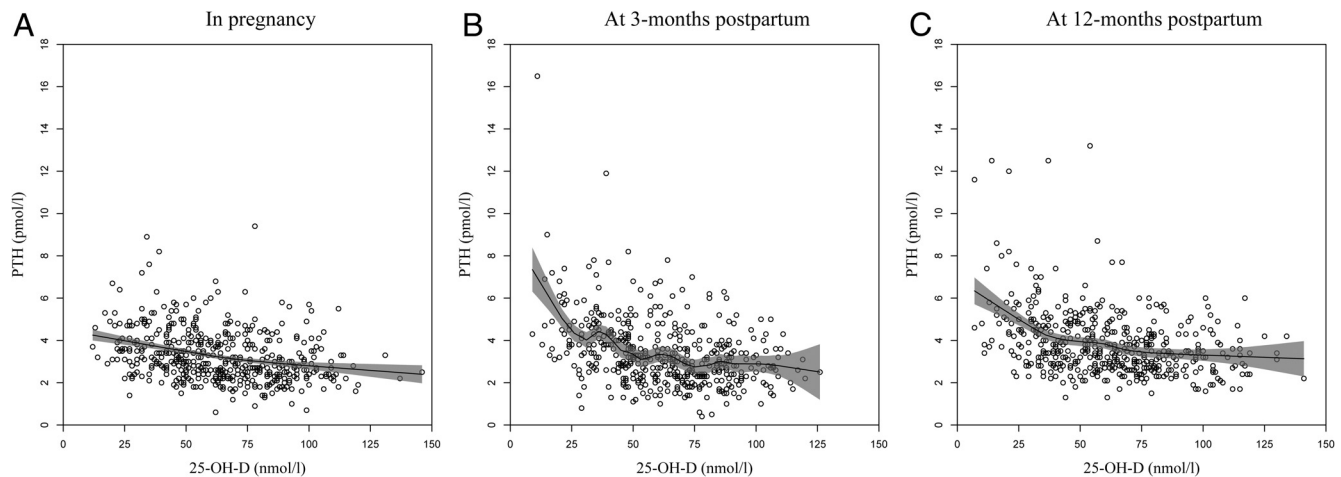 A In pregnancy
PTH (pmol/l)
0 2 4 6 8 10 12 14 16 18
0 25 50 75 100 125 150
25-OH-D (nmol/l)
B At 3-months postpartum
PTH (pmol/l)
0 2 4 6 8 10 12 14 16 18
0 25 50 75 100 125 150
25-OH-D (nmol/l)
C At 12-months postpartum
PTH (pmol/l)
0 2 4 6 8 10 12 14 16 18
0 25 50 75 100 125 150
25-OH-D (nmol/l)